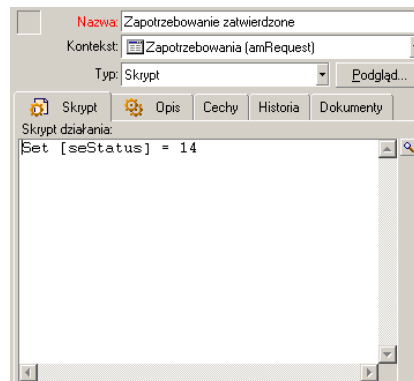 Nazwa: Zapotrzebowanie zatwierdzone
Kontekst: Zapotrzebowania (amRequest)
Typ: Skrypt Podgląd...
Skrypt Opis Cechy Historia Dokumenty
Skrypt działania:
Set [seStatus] = 14